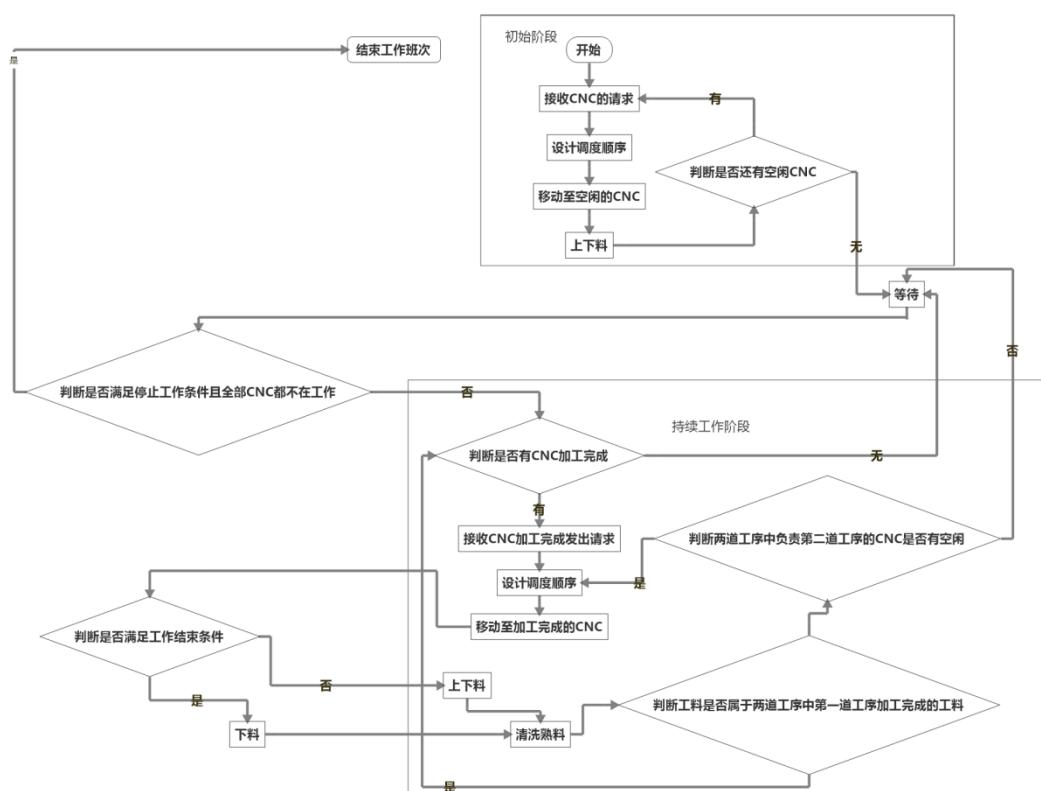 初始阶段
开始
接收CNC的请求
设计调度顺序
移动至空闲的CNC
上下料
判断是否还有空闲CNC
有
无
等待
结束工作班次
是
判断是否满足停止工作条件且全部CNC都不在工作
否
持续工作阶段
判断是否有CNC加工完成
无
有
接收CNC加工完成发出请求
设计调度顺序
移动至加工完成的CNC
判断两道工序中负责第二道工序的CNC是否有空闲
是
否
判断是否满足工作结束条件
否
是
上下料
下料
清洗熟料
判断工料是否属于两道工序中第一道工序加工完成的工料
是